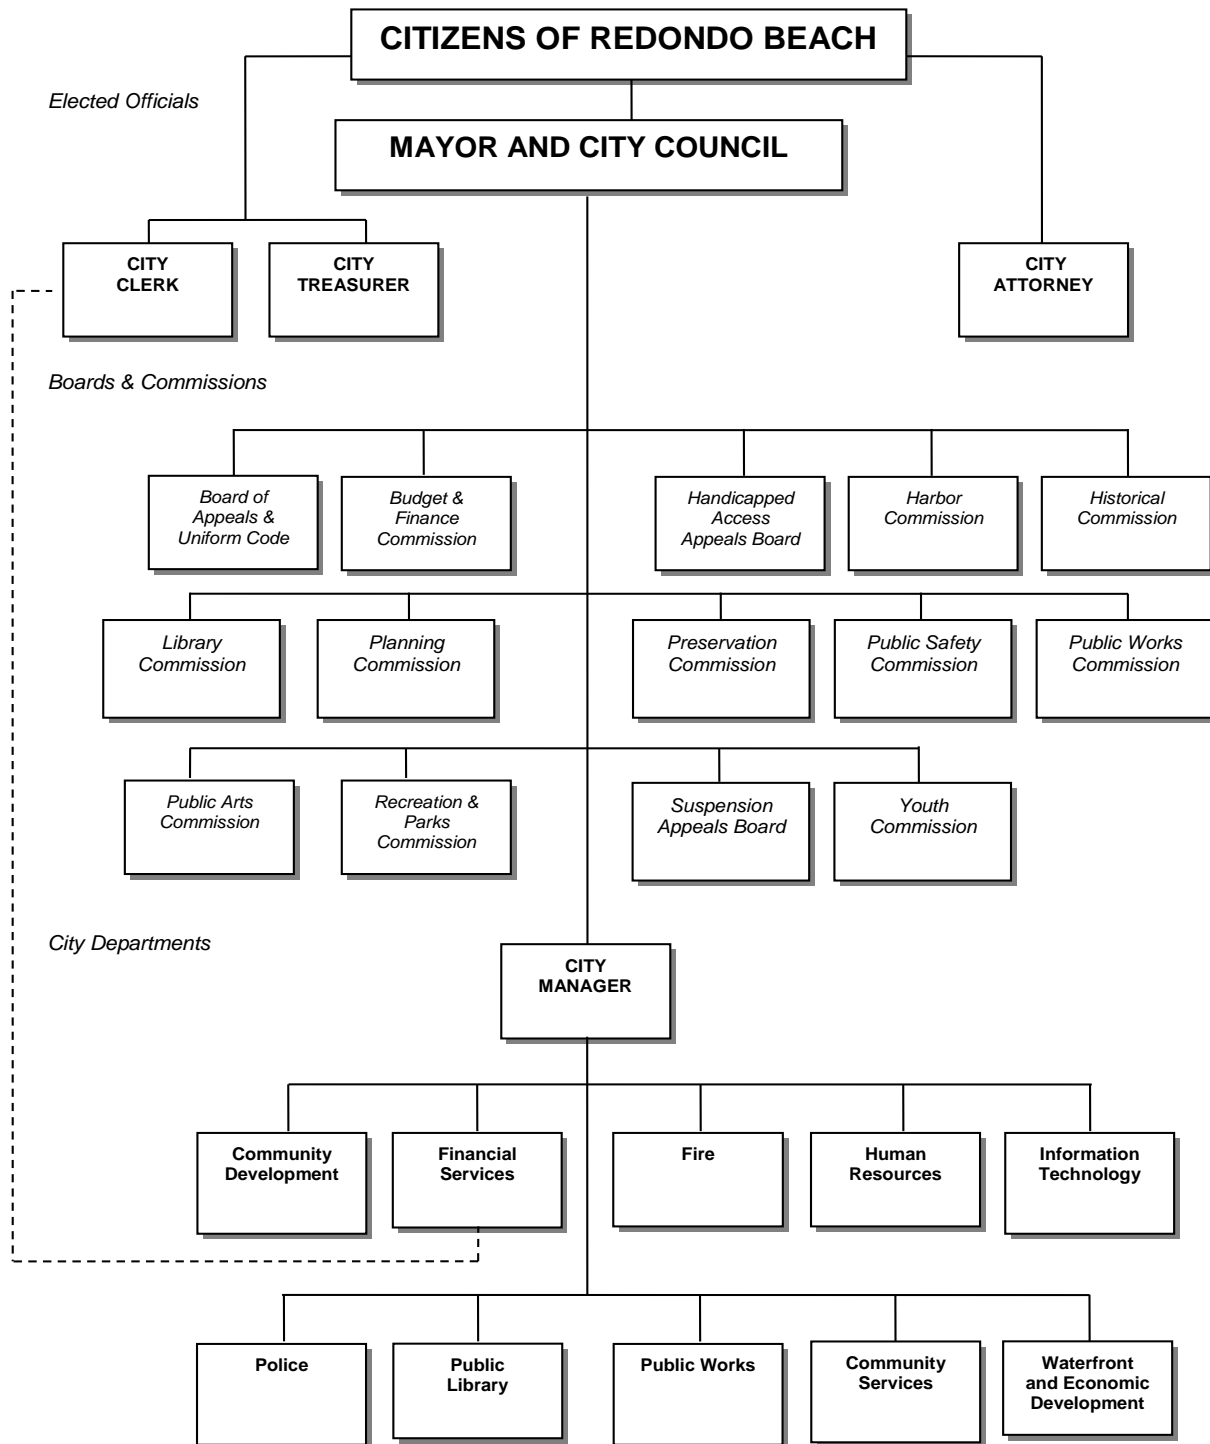 CITIZENS OF REDONDO BEACH
Elected Officials
MAYOR AND CITY COUNCIL
CITY
CLERK
CITY
TREASURER
CITY
ATTORNEY
Boards & Commissions
Board of
Appeals &
Uniform Code
Budget &
Finance
Commission
Handicapped
Access
Appeals Board
Harbor
Commission
Historical
Commission
Library
Commission
Planning
Commission
Preservation
Commission
Public Safety
Commission
Public Works
Commission
Public Arts
Commission
Recreation &
Parks
Commission
Suspension
Appeals Board
Youth
Commission
City Departments
CITY
MANAGER
Community
Development
Financial
Services
Fire
Human
Resources
Information
Technology
Police
Public
Library
Public Works
Community
Services
Waterfront
and Economic
Development